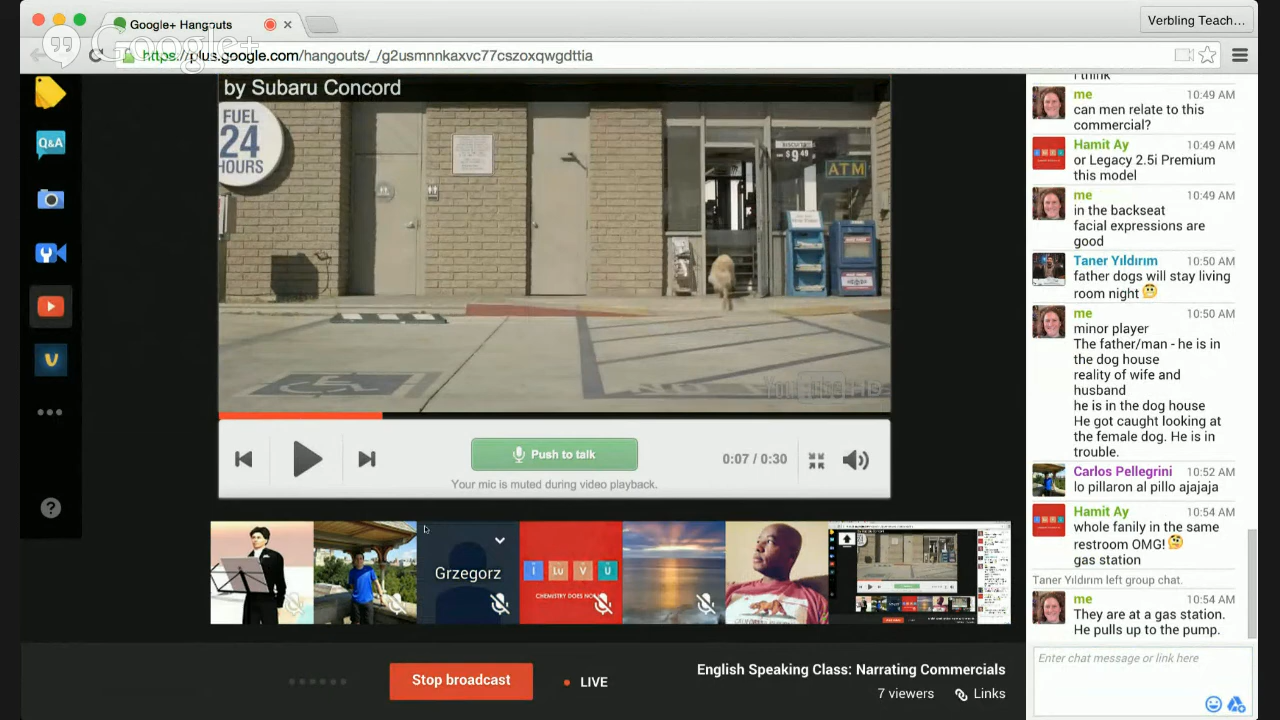 Google+ Hangouts
Verbling Teach…
Google+
https://plus.google.com/hangouts/_/g2usmnnkaxvc77cszoxqvgdttia
by Subaru Concord
FUEL
24
HOURS
BISCUITS
$9.49
ATM
Push to talk
0:07 / 0:30
Your mic is muted during video playback.
Q&A
Grzegorz
I LU V U
CHEMISTRY DOES NO
Stop broadcast
LIVE
English Speaking Class: Narrating Commercials
7 viewers
Links
i think
me 10:49 AM
can men relate to this
commercial?
Hamit Ay 10:49 AM
or Legacy 2.5i Premium
this model
me 10:49 AM
in the backseat
facial expressions are
good
Taner Yıldırım 10:50 AM
father dogs will stay living
room night
me 10:50 AM
minor player
The father/man - he is in
the dog house
reality of wife and
husband
he is in the dog house
He got caught looking at
the female dog. He is in
trouble.
Carlos Pellegrini 10:52 AM
lo pillaron al pillo ajajaja
Hamit Ay 10:54 AM
whole fanily in the same
restroom OMG!
gas station
Taner Yıldırım left group chat.
me 10:54 AM
They are at a gas station.
He pulls up to the pump.
Enter chat message or link here